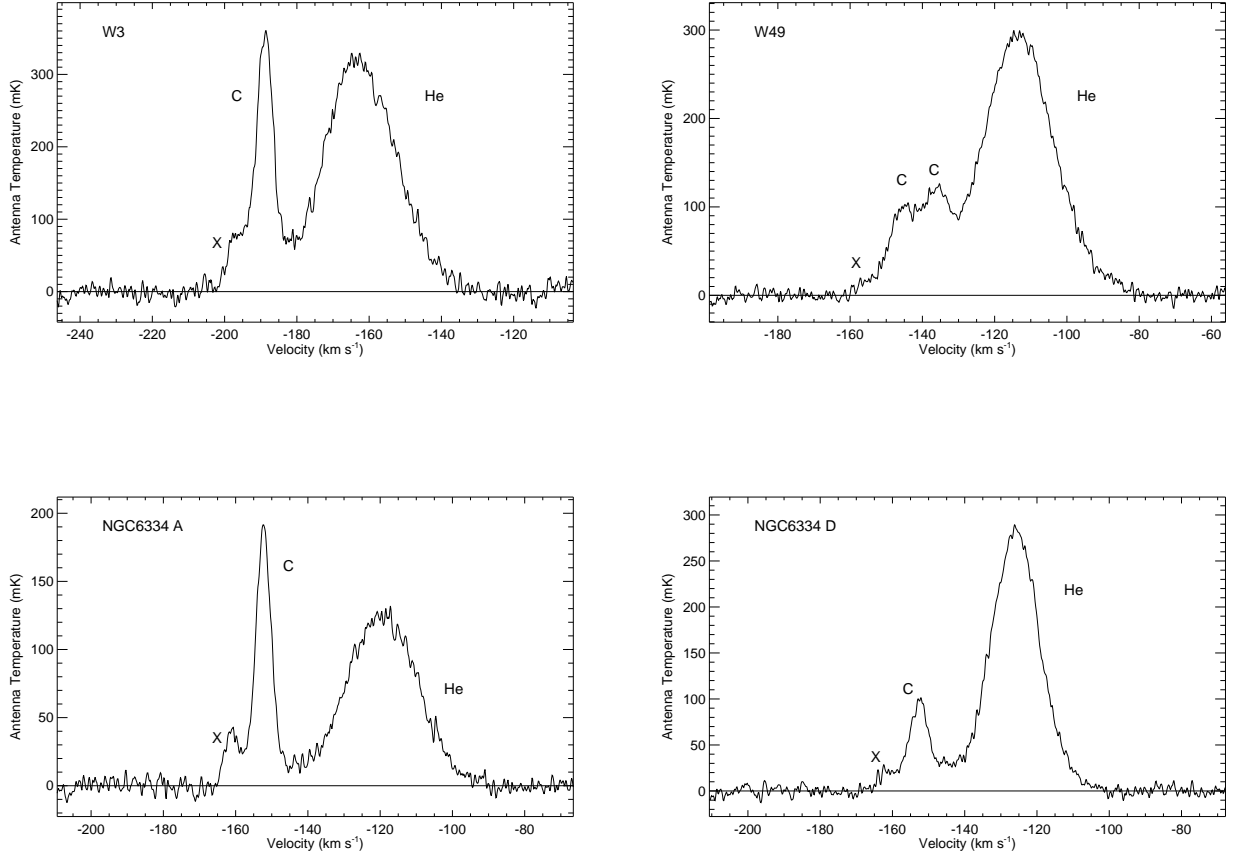 W3
C
He
X
Antenna Temperature (mK)
300
200
100
0
-240 -220 -200 -180 -160 -140 -120
Velocity (km s-1)
W49
He
C C
X
Antenna Temperature (mK)
300
200
100
0
-180 -160 -140 -120 -100 -80 -60
Velocity (km s-1)
NGC6334 A
C
He
X
Antenna Temperature (mK)
200
150
100
50
0
-200 -180 -160 -140 -120 -100 -80
Velocity (km s-1)
NGC6334 D
He
C
X
Antenna Temperature (mK)
300
250
200
150
100
50
0
-200 -180 -160 -140 -120 -100 -80
Velocity (km s-1)